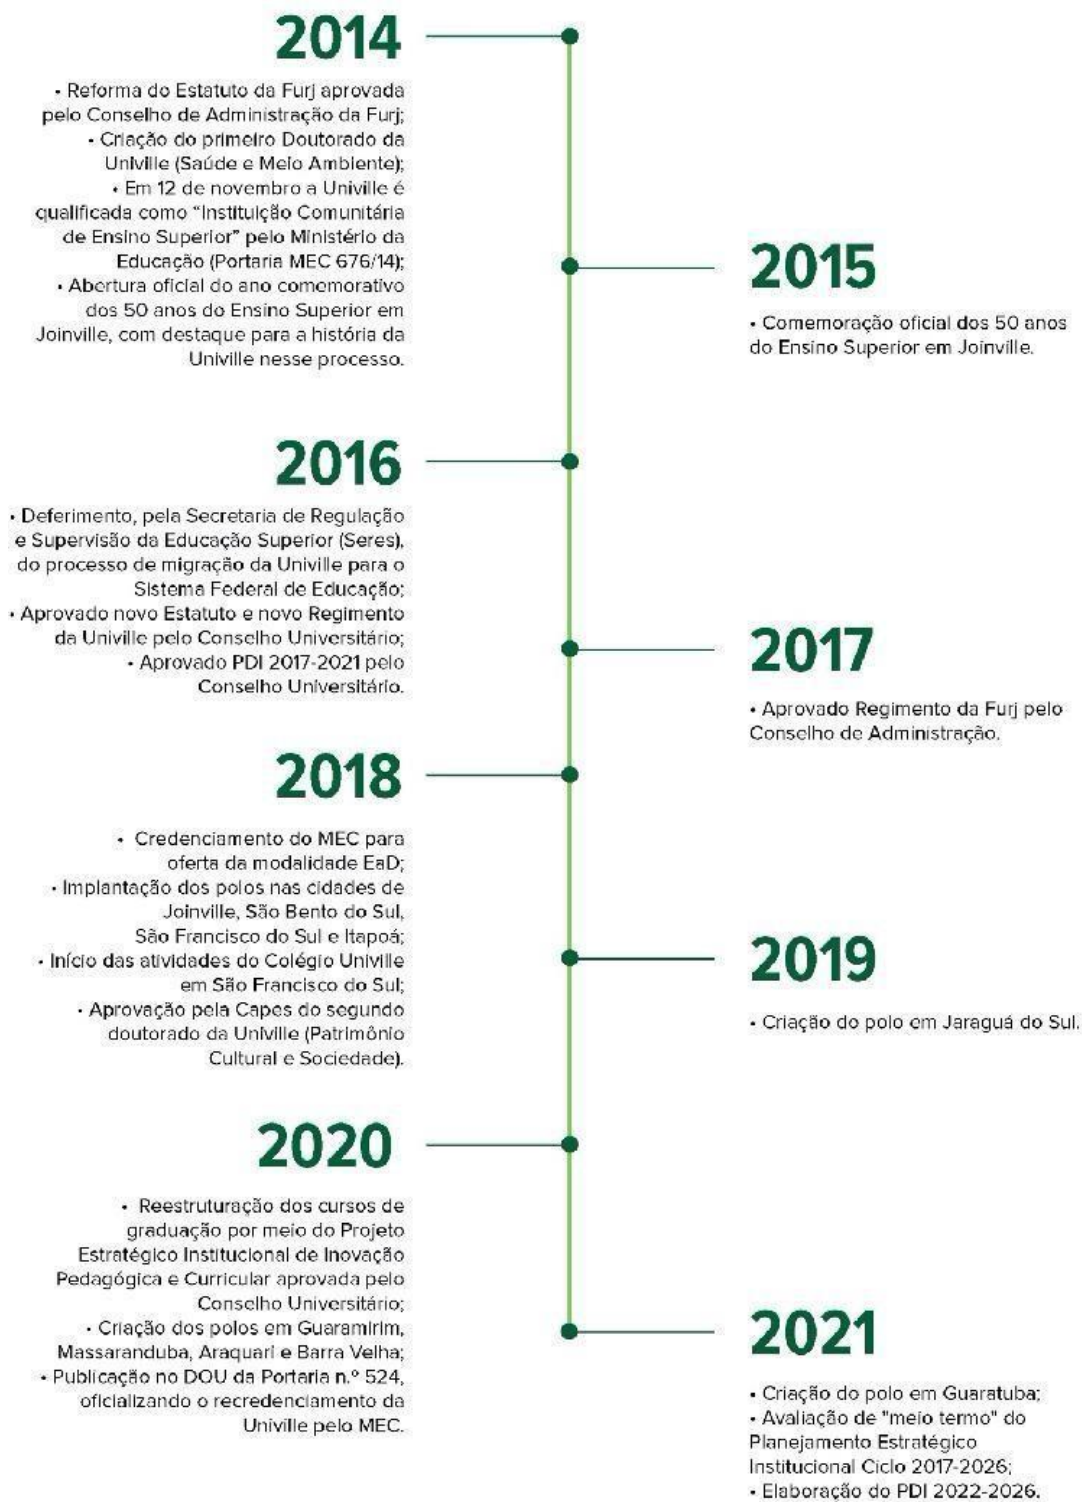 2014
• Reforma do Estatuto da Furj aprovada
pelo Conselho de Administração da Furj;
• Criação do primeiro Doutorado da
Univille (Saúde e Meio Ambiente);
• Em 12 de novembro a Univille é
qualificada como “Instituição Comunitária
de Ensino Superior” pelo Ministério da
Educação (Portaria MEC 676/14);
• Abertura oficial do ano comemorativo
dos 50 anos do Ensino Superior em
Joinville, com destaque para a história da
Univille nesse processo.
2015
• Comemoração oficial dos 50 anos
do Ensino Superior em Joinville.
2016
• Deferimento, pela Secretaria de Regulação
e Supervisão da Educação Superior (Seres),
do processo de migração da Univille para o
Sistema Federal de Educação;
• Aprovado novo Estatuto e novo Regimento
da Univille pelo Conselho Universitário;
• Aprovado PDI 2017-2021 pelo
Conselho Universitário.
2017
• Aprovado Regimento da Furj pelo
Conselho de Administração.
2018
• Credenciamento do MEC para
oferta da modalidade EaD;
• Implantação dos polos nas cidades de
Joinville, São Bento do Sul,
São Francisco do Sul e Itapoá;
• Início das atividades do Colégio Univille
em São Francisco do Sul;
• Aprovação pela Capes do segundo
doutorado da Univille (Patrimônio
Cultural e Sociedade).
2019
• Criação do polo em Jaraguá do Sul.
2020
• Reestruturação dos cursos de
graduação por meio do Projeto
Estratégico Institucional de Inovação
Pedagógica e Curricular aprovada pelo
Conselho Universitário;
• Criação dos polos em Guaramirim,
Massaranduba, Araquari e Barra Velha;
• Publicação no DOU da Portaria n.º 524,
oficializando o recredenciamento da
Univille pelo MEC.
2021
• Criação do polo em Guaratuba;
• Avaliação de "meio termo" do
Planejamento Estratégico
Institucional Ciclo 2017-2026;
• Elaboração do PDI 2022-2026.